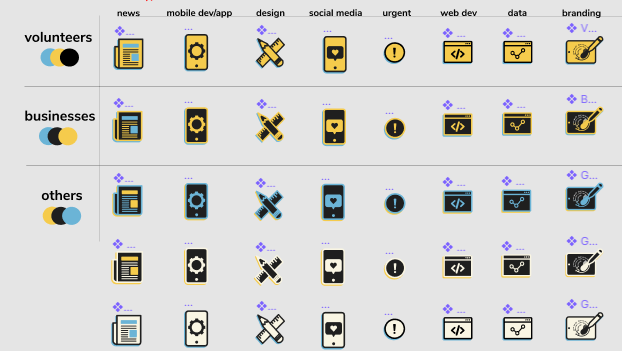 news mobile dev/app design social media urgent web dev data branding
volunteers
... ... ... ... ... ... ... V...
businesses
... ... ... ... ... ... ... B...
others
... ... ... ... ... ... ... G...
... ... ... ... ... ... ... G...
... ... ... ... ... ... ... G...